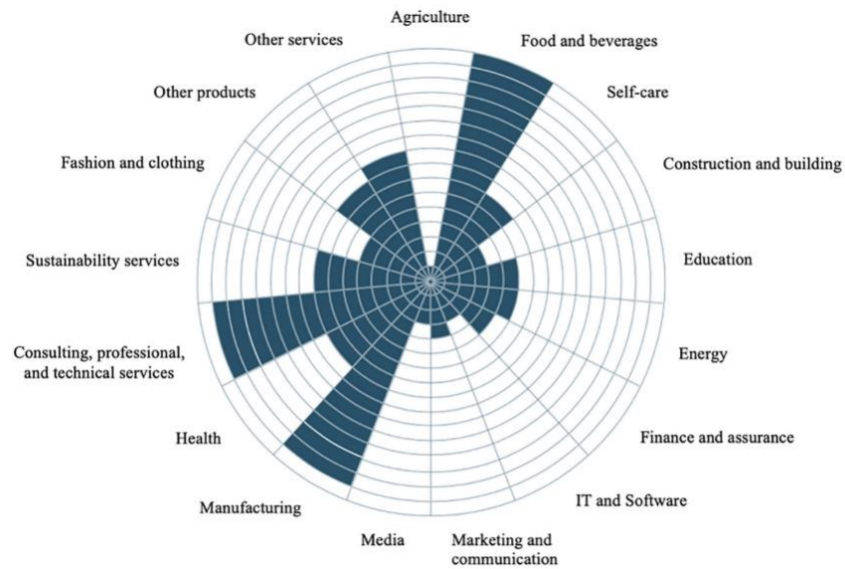 Agriculture
Other services
Food and beverages
Other products
Self-care
Fashion and clothing
Construction and building
Sustainability services
Education
Consulting, professional,
and technical services
Energy
Health
Finance and assurance
Manufacturing
IT and Software
Media
Marketing and
communication